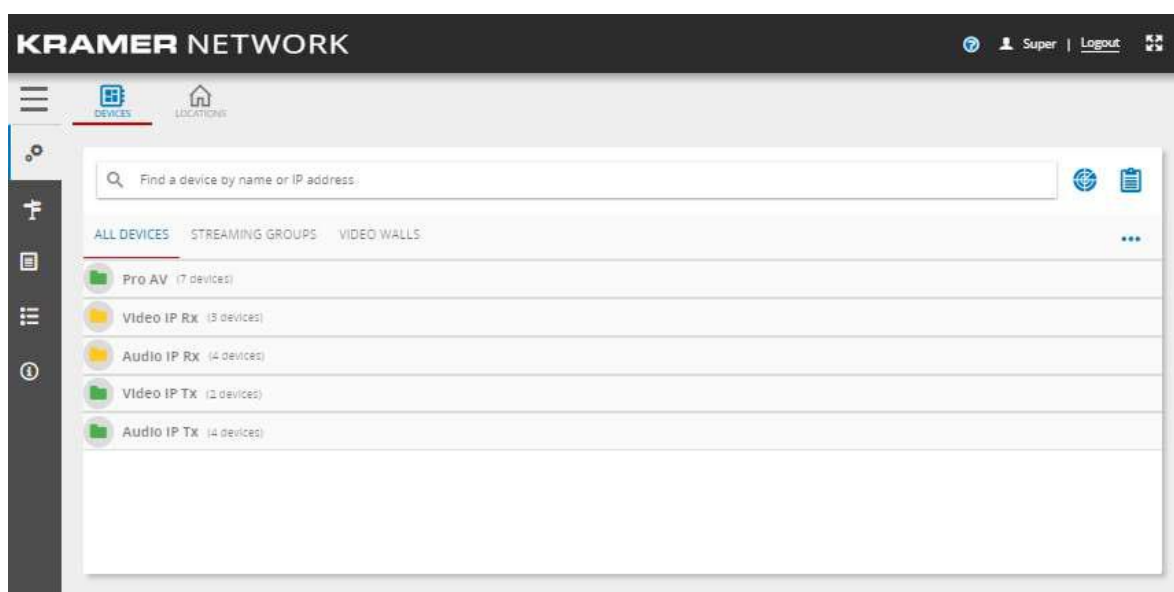 KRAMER NETWORK
Super | Logout
DEVICES
LOCATIONS
Find a device by name or IP address
ALL DEVICES STREAMING GROUPS VIDEO WALLS
Pro AV (7 devices)
Video IP Rx (3 devices)
Audio IP Rx (4 devices)
Video IP Tx (2 devices)
Audio IP Tx (4 devices)